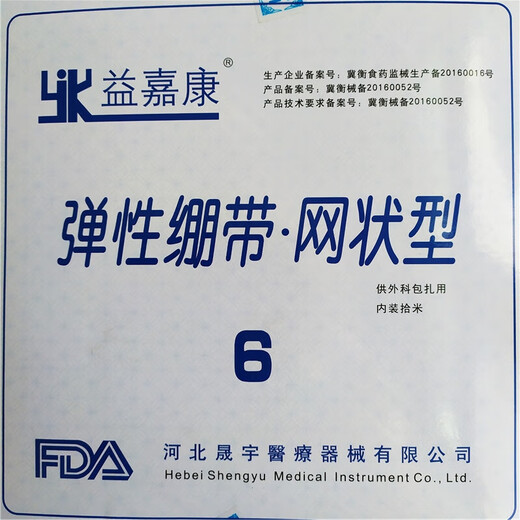 YJK 益嘉康®
生产企业备案号：冀衡食药监械生产备20160016号
产品备案号：冀衡械备20160052号
产品技术要求备案号：冀衡械备20160052号
弹性绷带·网状型
供外科包扎用
内装拾米
6
FDA
河北晟宇醫療器械有限公司
Hebei Shengyu Medical Instrument Co., Ltd.